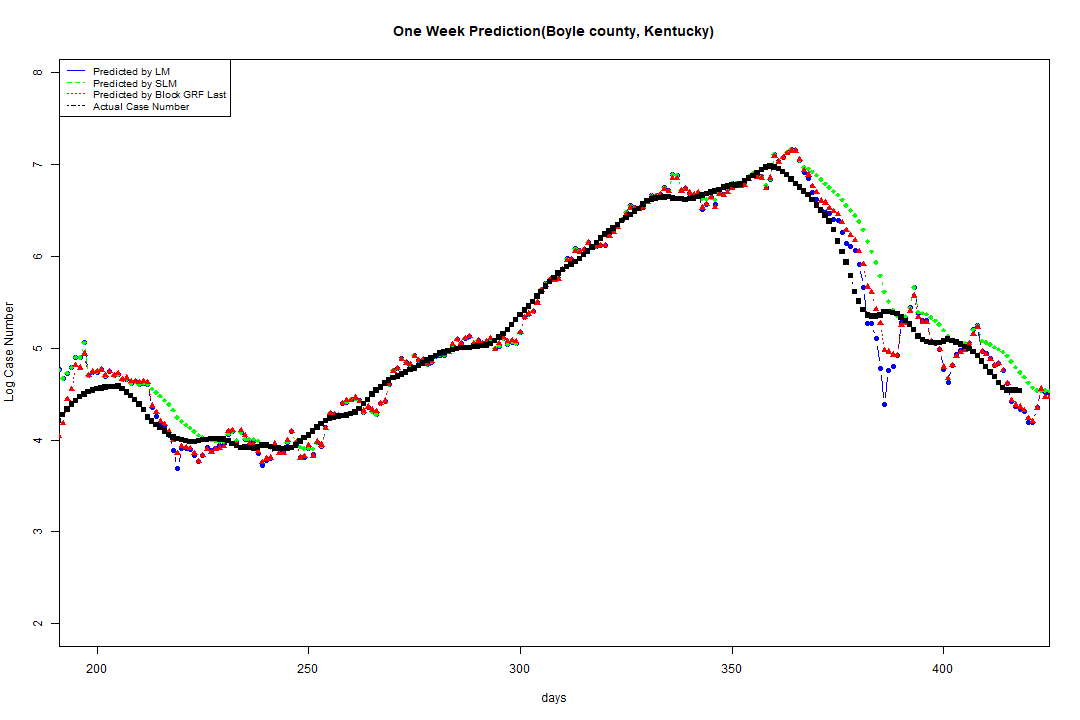 One Week Prediction(Boyle county, Kentucky)
Predicted by LM
Predicted by SLM
Predicted by Block GRF Last
Actual Case Number
8
7
6
5
4
3
2
Log Case Number
200 250 300 350 400
days